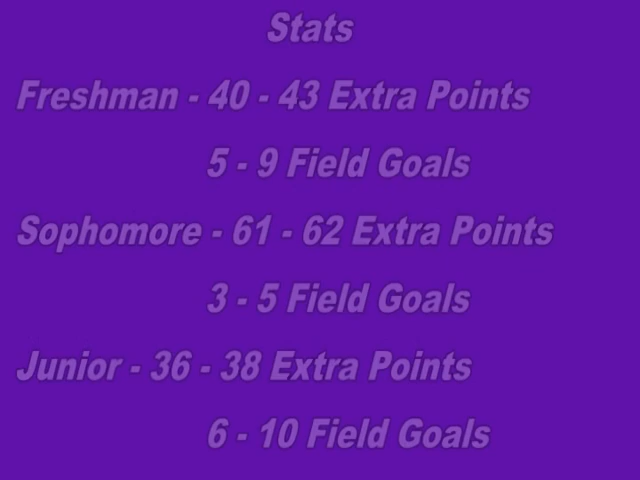 Stats
Freshman - 40 - 43 Extra Points
5 - 9 Field Goals
Sophomore - 61 - 62 Extra Points
3 - 5 Field Goals
Junior - 36 - 38 Extra Points
6 - 10 Field Goals